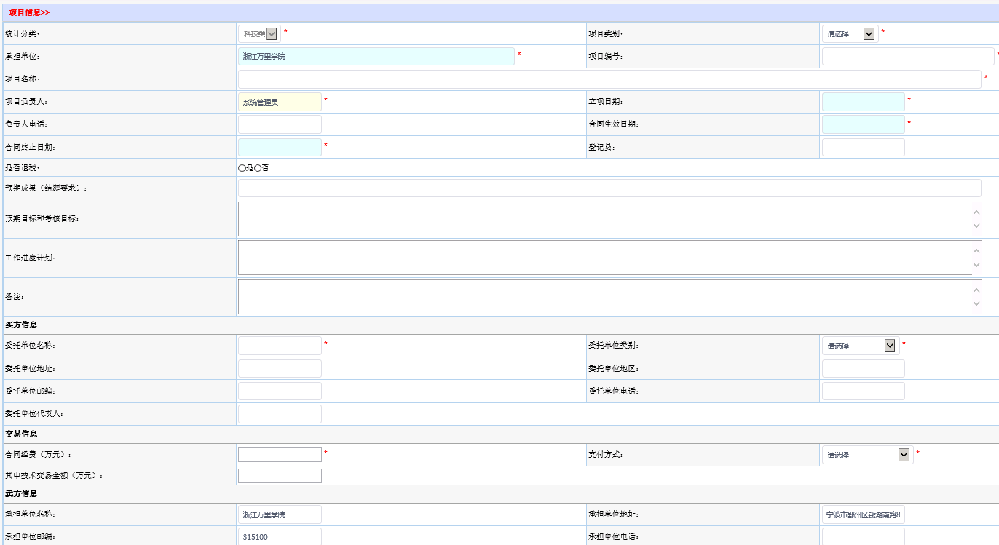 项目信息>>
统计分类: 科技类 * 项目类别: 请选择 *
承担单位: 浙江万里学院 * 项目编号: *
项目名称: *
项目负责人: 系统管理员 * 立项日期: *
负责人电话: 合同生效日期: *
合同终止日期: * 登记员:
是否退税: 是 否
预期成果（结题要求）:
预期目标和考核目标:
工作进度计划:
备注:
买方信息
委托单位名称: * 委托单位类别: 请选择 *
委托单位地址: 委托单位地区:
委托单位邮编: 委托单位电话:
委托单位代表人:
交易信息
合同经费（万元）: * 支付方式: 请选择 *
其中技术交易金额（万元）:
卖方信息
承担单位名称: 浙江万里学院 承担单位地址: 宁波市鄞州区钱湖南路8
承担单位邮编: 315100 承担单位电话: